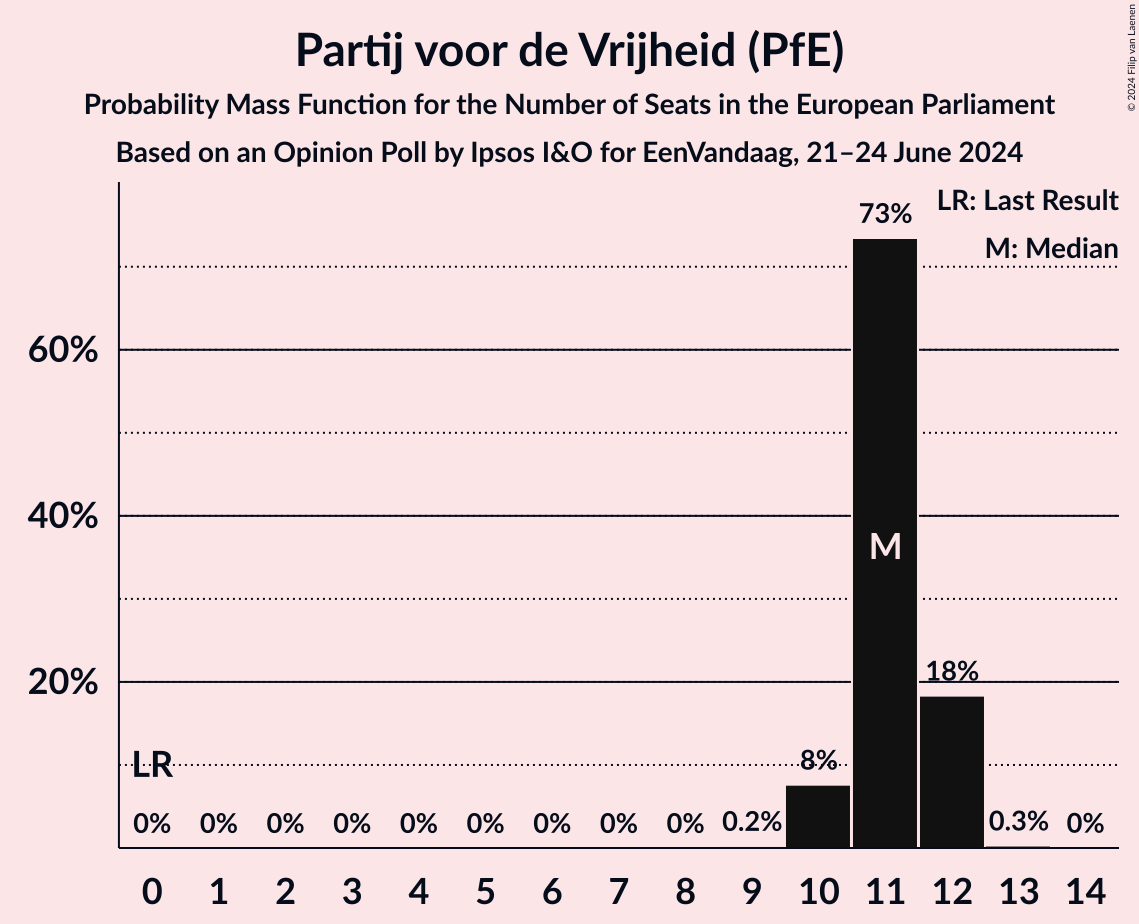 Partij voor de Vrijheid (PfE)
Probability Mass Function for the Number of Seats in the European Parliament
Based on an Opinion Poll by Ipsos I&O for EenVandaag, 21–24 June 2024
© 2024 Filip van Laenen
LR: Last Result
M: Median
73%
60%
40%
M
20%
18%
LR
8%
0% 0% 0% 0% 0% 0% 0% 0% 0% 0.2% 0.3% 0%
0 1 2 3 4 5 6 7 8 9 10 11 12 13 14